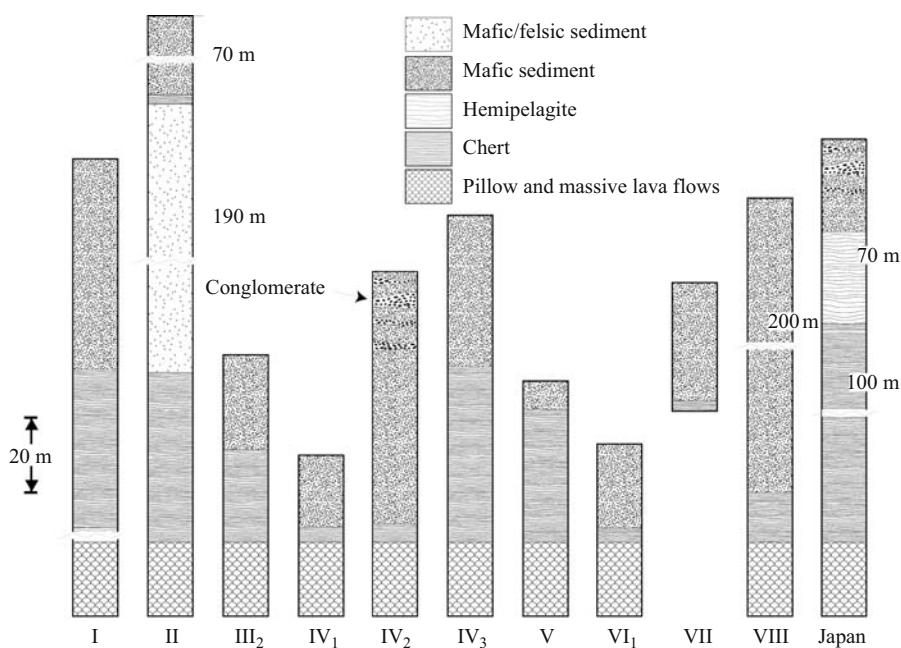 Mafic/felsic sediment
70 m
Mafic sediment
Hemipelagite
Chert
Pillow and massive lava flows
190 m
70 m
Conglomerate
200 m
100 m
20 m
I II III₂ IV₁ IV₂ IV₃ V VI₁ VII VIII Japan